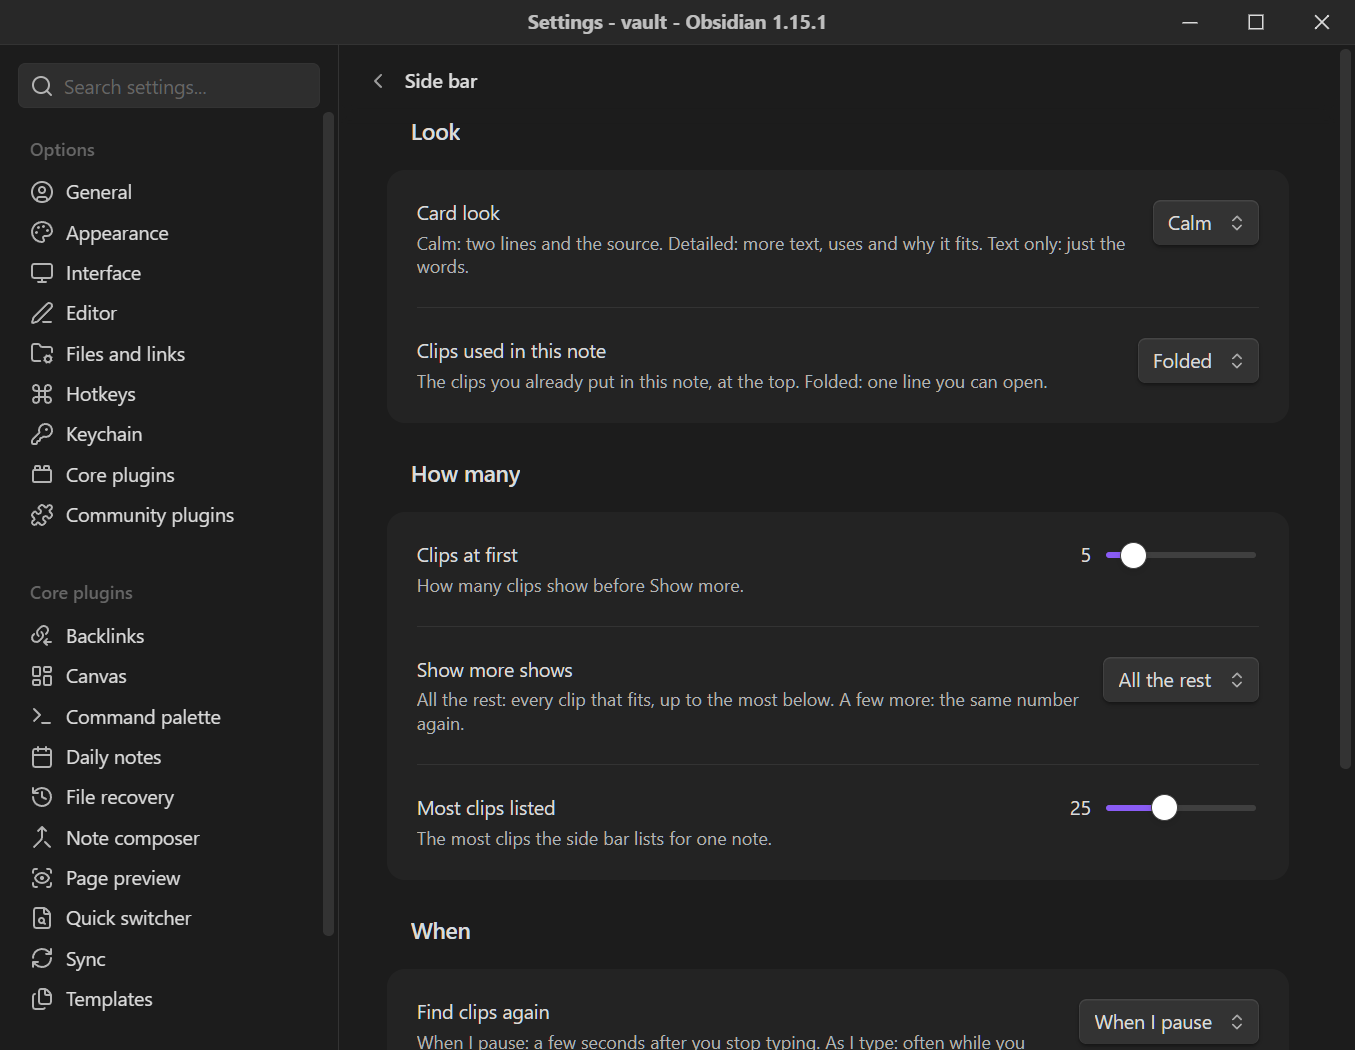 Settings - vault - Obsidian 1.15.1
Search settings...
Options
General
Appearance
Interface
Editor
Files and links
Hotkeys
Keychain
Core plugins
Community plugins
Core plugins
Backlinks
Canvas
Command palette
Daily notes
File recovery
Note composer
Page preview
Quick switcher
Sync
Templates
Side bar
Look
Card look
Calm: two lines and the source. Detailed: more text, uses and why it fits. Text only: just the
words.
Calm
Clips used in this note
The clips you already put in this note, at the top. Folded: one line you can open.
Folded
How many
Clips at first
How many clips show before Show more.
5
Show more shows
All the rest: every clip that fits, up to the most below. A few more: the same number
again.
All the rest
Most clips listed
The most clips the side bar lists for one note.
25
When
Find clips again
When I pause: a few seconds after you stop typing. As I type: often while you
When I pause